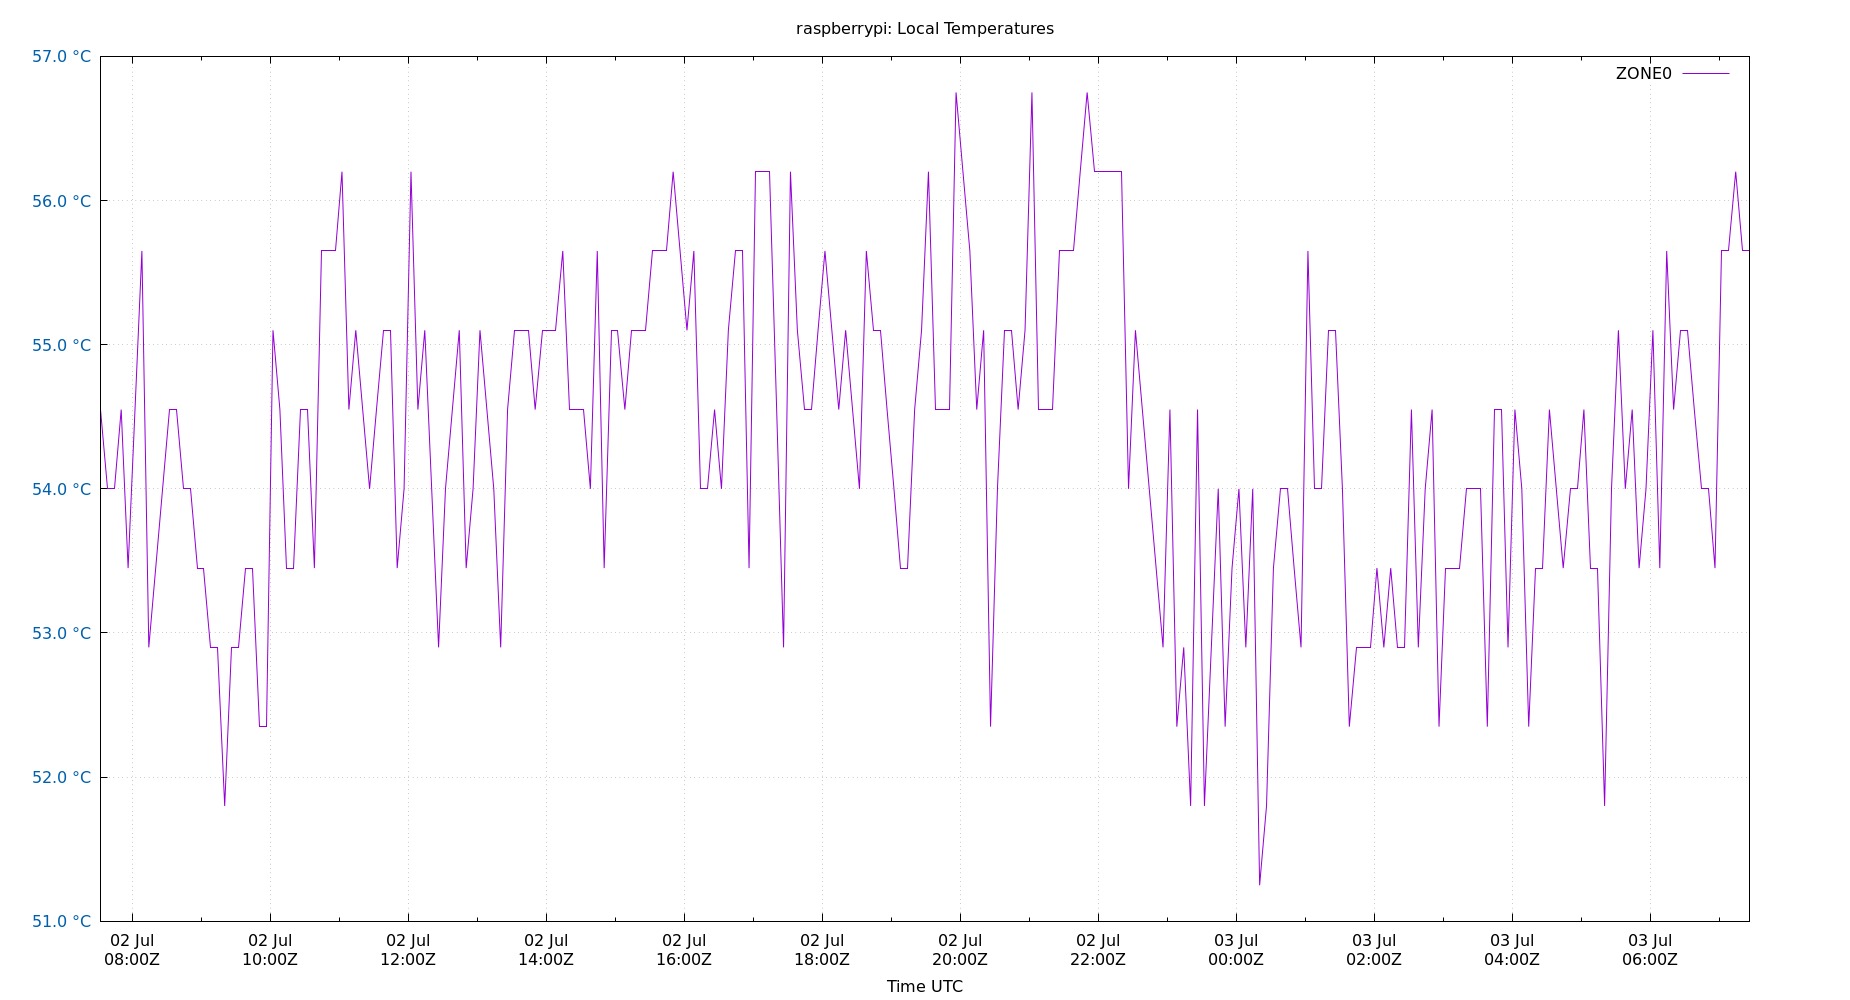 raspberrypi: Local Temperatures
57.0 °C
ZONE0
56.0 °C
55.0 °C
54.0 °C
53.0 °C
52.0 °C
51.0 °C
02 Jul 02 Jul 02 Jul 02 Jul 02 Jul 02 Jul 02 Jul 02 Jul 03 Jul 03 Jul 03 Jul 03 Jul
08:00Z 10:00Z 12:00Z 14:00Z 16:00Z 18:00Z 20:00Z 22:00Z 00:00Z 02:00Z 04:00Z 06:00Z
Time UTC